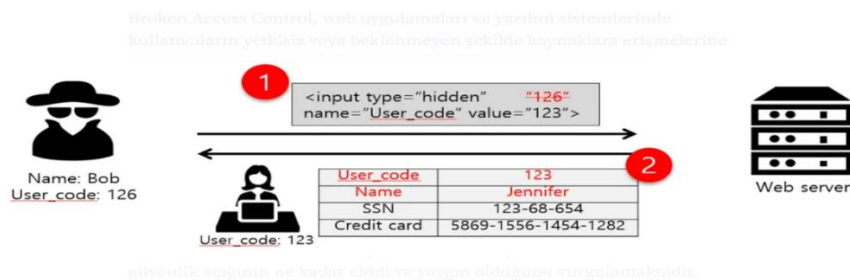 Broken Access Control, web uygulamaları ve yazılım sistemlerinde
kullanıcıların yetkisiz veya beklenmeyen şekilde kaynaklara erişmelerine
1
<input type="hidden" "126"
name="User_code" value="123">
Name: Bob
User_code: 126
Web server
2
User_code 123
Name Jennifer
SSN 123-68-654
Credit card 5869-1556-1454-1282
User_code: 123
güvenlik açığının ne kadar ciddi ve yaygın olduğunu vurgulamaktadır.